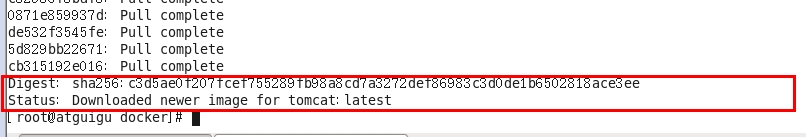 0871e859937d: Pull complete
de532f3545fe: Pull complete
5d829bb22671: Pull complete
cb315192e016: Pull complete
Digest: sha256:c3d5ae0f207fcef755289fb98a8cd7a3272def86983c3d0de1b6502818ace3ee
Status: Downloaded newer image for tomcat:latest
[root@atguigu docker]#